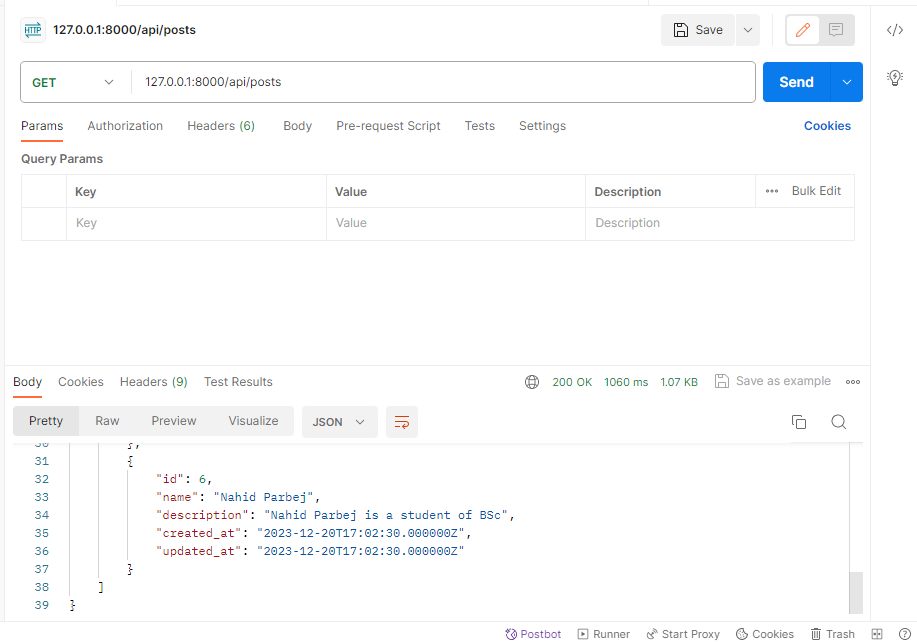 HTTP 127.0.0.1:8000/api/posts Save
GET 127.0.0.1:8000/api/posts Send
Params Authorization Headers (6) Body Pre-request Script Tests Settings Cookies
Query Params
Key Value Description ••• Bulk Edit
Key Value Description
Body Cookies Headers (9) Test Results 200 OK 1060 ms 1.07 KB Save as example
Pretty Raw Preview Visualize JSON
30 },
31 {
32 "id": 6,
33 "name": "Nahid Parbej",
34 "description": "Nahid Parbej is a student of BSc",
35 "created_at": "2023-12-20T17:02:30.000000Z",
36 "updated_at": "2023-12-20T17:02:30.000000Z"
37 }
38 ]
39 }
Postbot Runner Start Proxy Cookies Trash